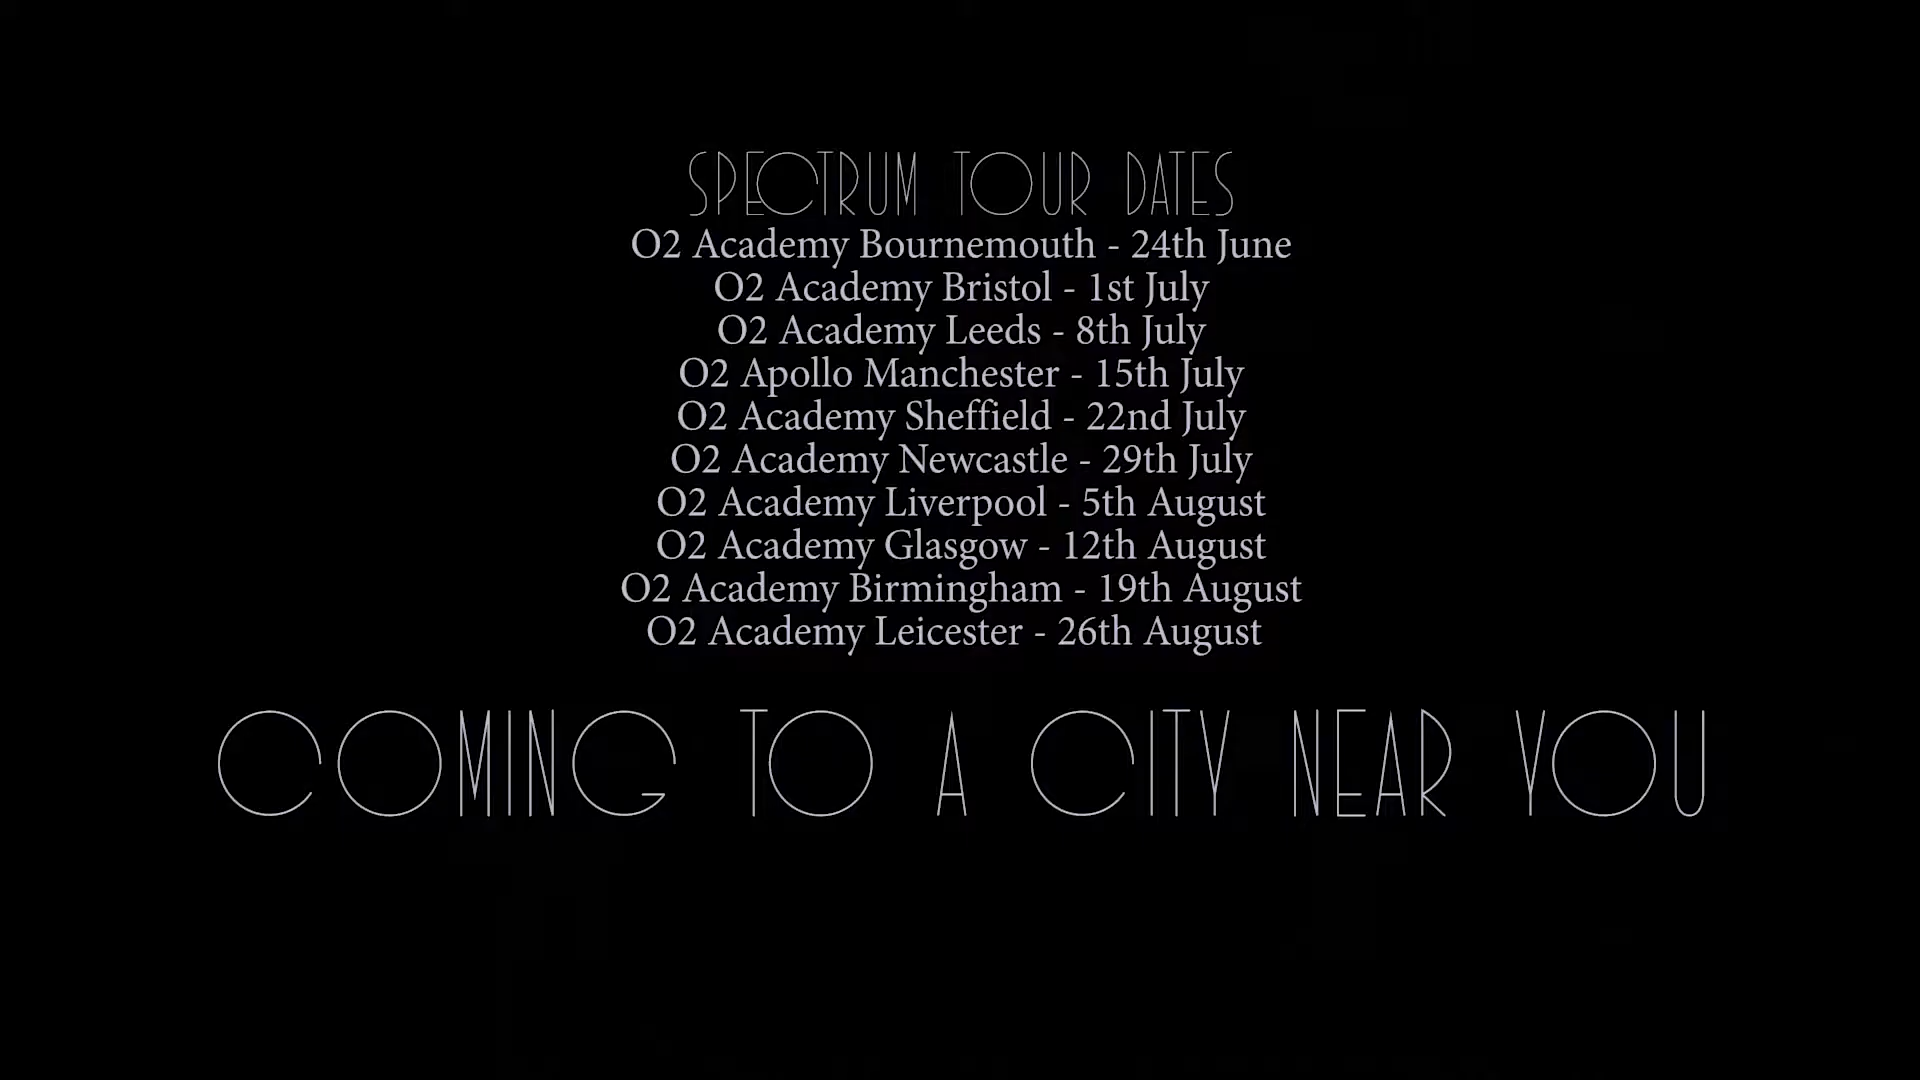 SPECTRUM TOUR DATES
O2 Academy Bournemouth - 24th June
O2 Academy Bristol - 1st July
O2 Academy Leeds - 8th July
O2 Apollo Manchester - 15th July
O2 Academy Sheffield - 22nd July
O2 Academy Newcastle - 29th July
O2 Academy Liverpool - 5th August
O2 Academy Glasgow - 12th August
O2 Academy Birmingham - 19th August
O2 Academy Leicester - 26th August
COMING TO A CITY NEAR YOU